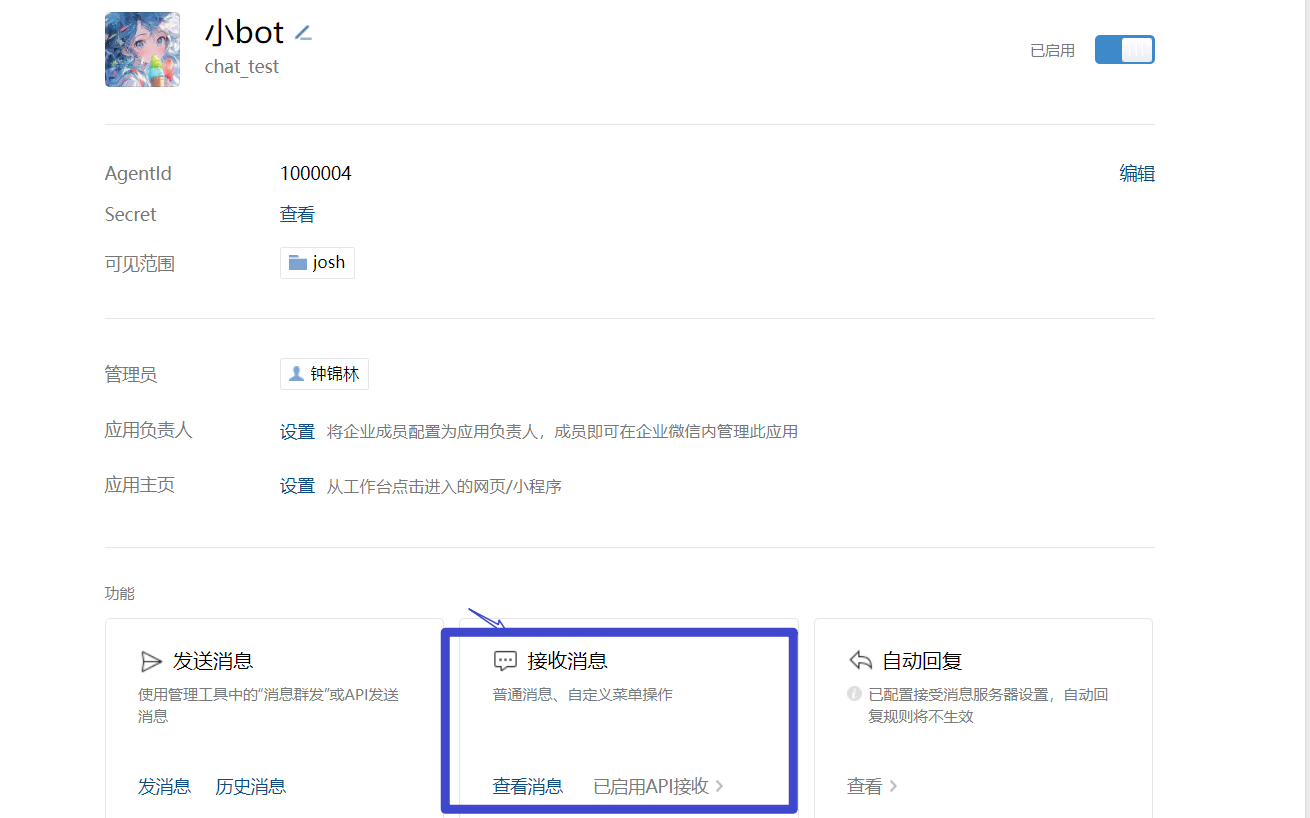 小bot
chat_test
已启用
AgentId 1000004 编辑
Secret 查看
可见范围 josh
管理员 钟锦林
应用负责人 设置 将企业成员配置为应用负责人，成员即可在企业微信内管理此应用
应用主页 设置 从工作台点击进入的网页/小程序
功能
发送消息
使用管理工具中的“消息群发”或API发送
消息
发消息 历史消息
接收消息
普通消息、自定义菜单操作
查看消息 已启用API接收
自动回复
已配置接受消息服务器设置，自动回
复规则将不生效
查看